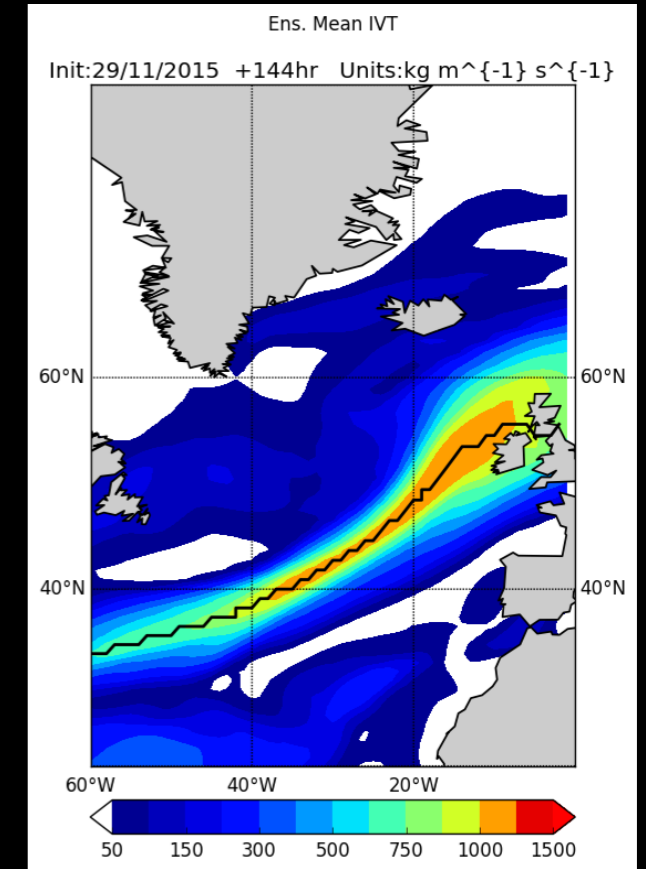 Ens. Mean IVT
Init:29/11/2015 +144hr Units:kg m^{-1} s^{-1}
60°N 60°N
40°N 40°N
60°W 40°W 20°W
50 150 300 500 750 1000 1500